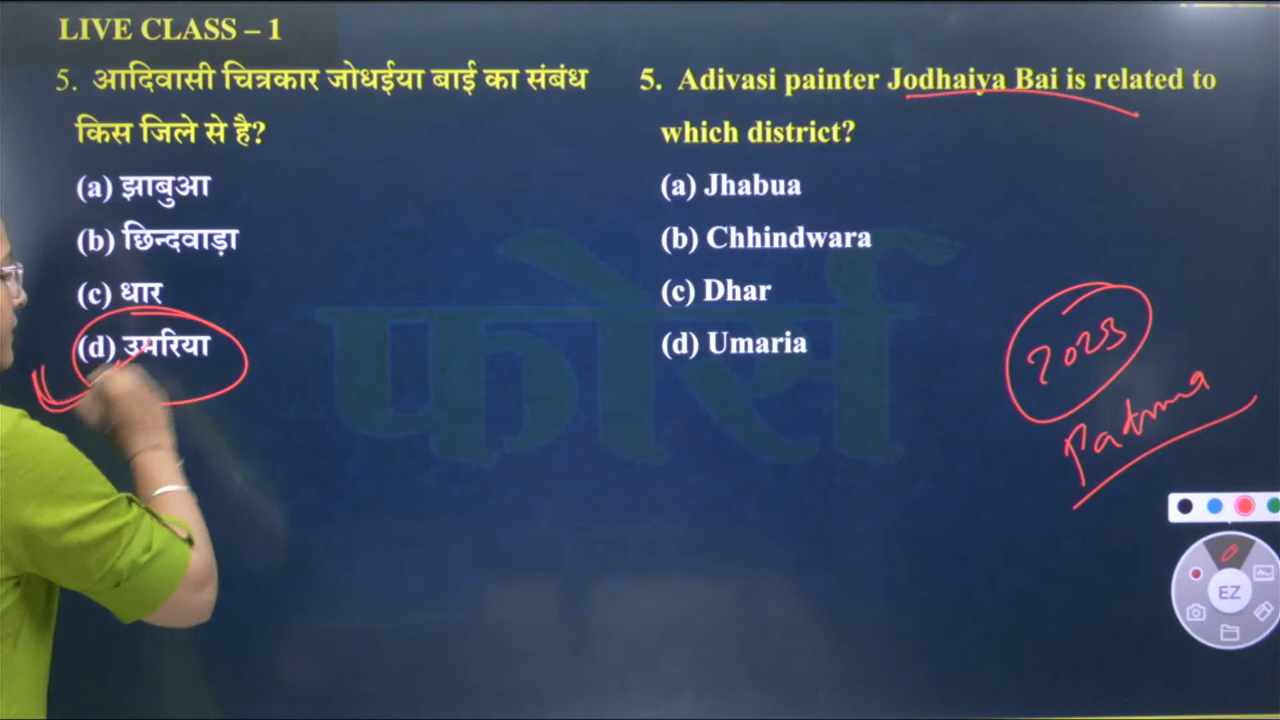 LIVE CLASS – 1
5. आदिवासी चित्रकार जोधईया बाई का संबंध
किस जिले से है?
(a) झाबुआ
(b) छिन्दवाड़ा
(c) धार
(d) उमरिया
5. Adivasi painter Jodhaiya Bai is related to
which district?
(a) Jhabua
(b) Chhindwara
(c) Dhar
(d) Umaria
2023
Padma
फोर्स
EZ